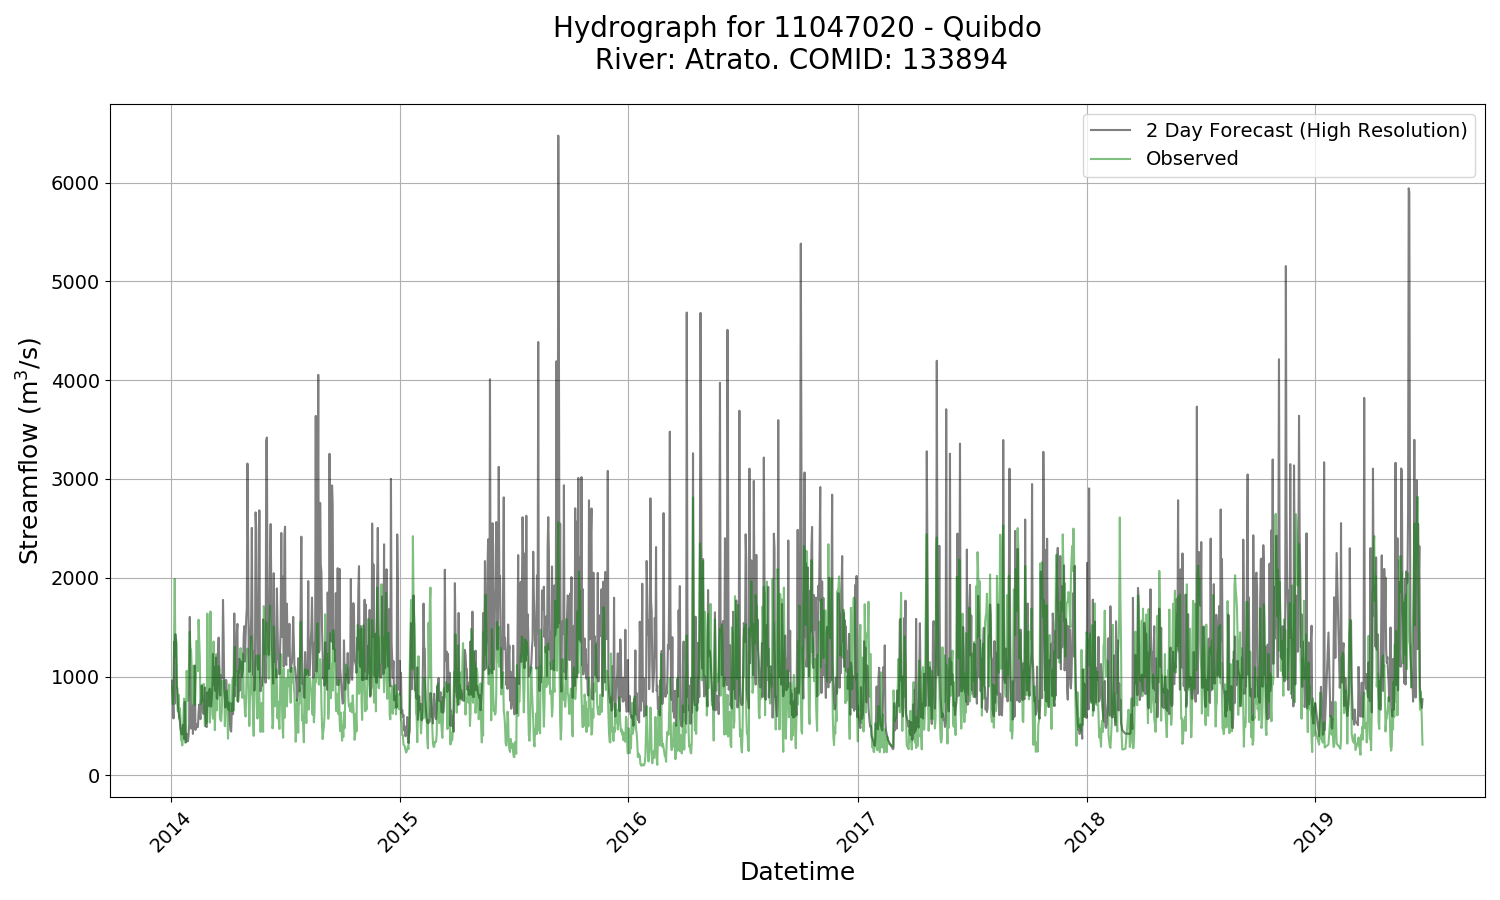 Hydrograph for 11047020 - Quibdo
River: Atrato. COMID: 133894
2 Day Forecast (High Resolution)
Observed
6000
5000
4000
3000
2000
1000
0
Streamflow (m³/s)
2014
2015
2016
2017
2018
2019
Datetime